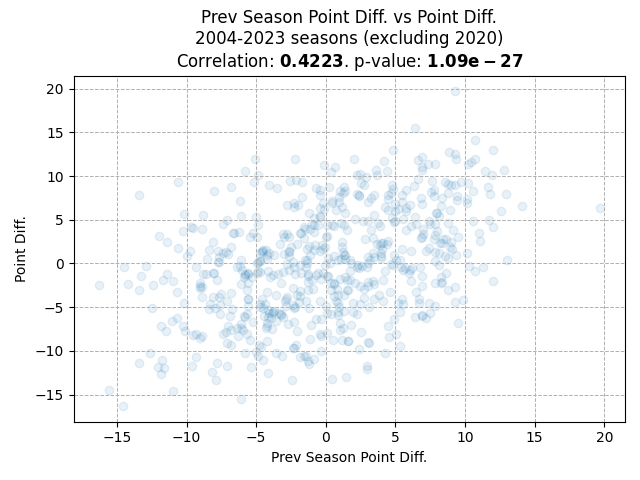 Prev Season Point Diff. vs Point Diff.
2004-2023 seasons (excluding 2020)
Correlation: 0.4223. p-value: 1.09e − 27
20
15
10
5
0
−5
−10
−15
Point Diff.
−15 −10 −5 0 5 10 15 20
Prev Season Point Diff.